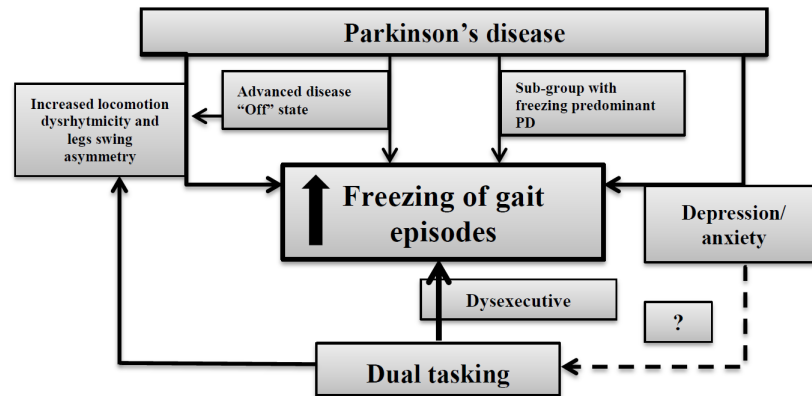 Parkinson's disease
Advanced disease
"Off" state
Sub-group with
freezing predominant
PD
Increased locomotion
dysrhytmicity and
legs swing
asymmetry
Freezing of gait
episodes
Depression/
anxiety
Dysexecutive
?
Dual tasking